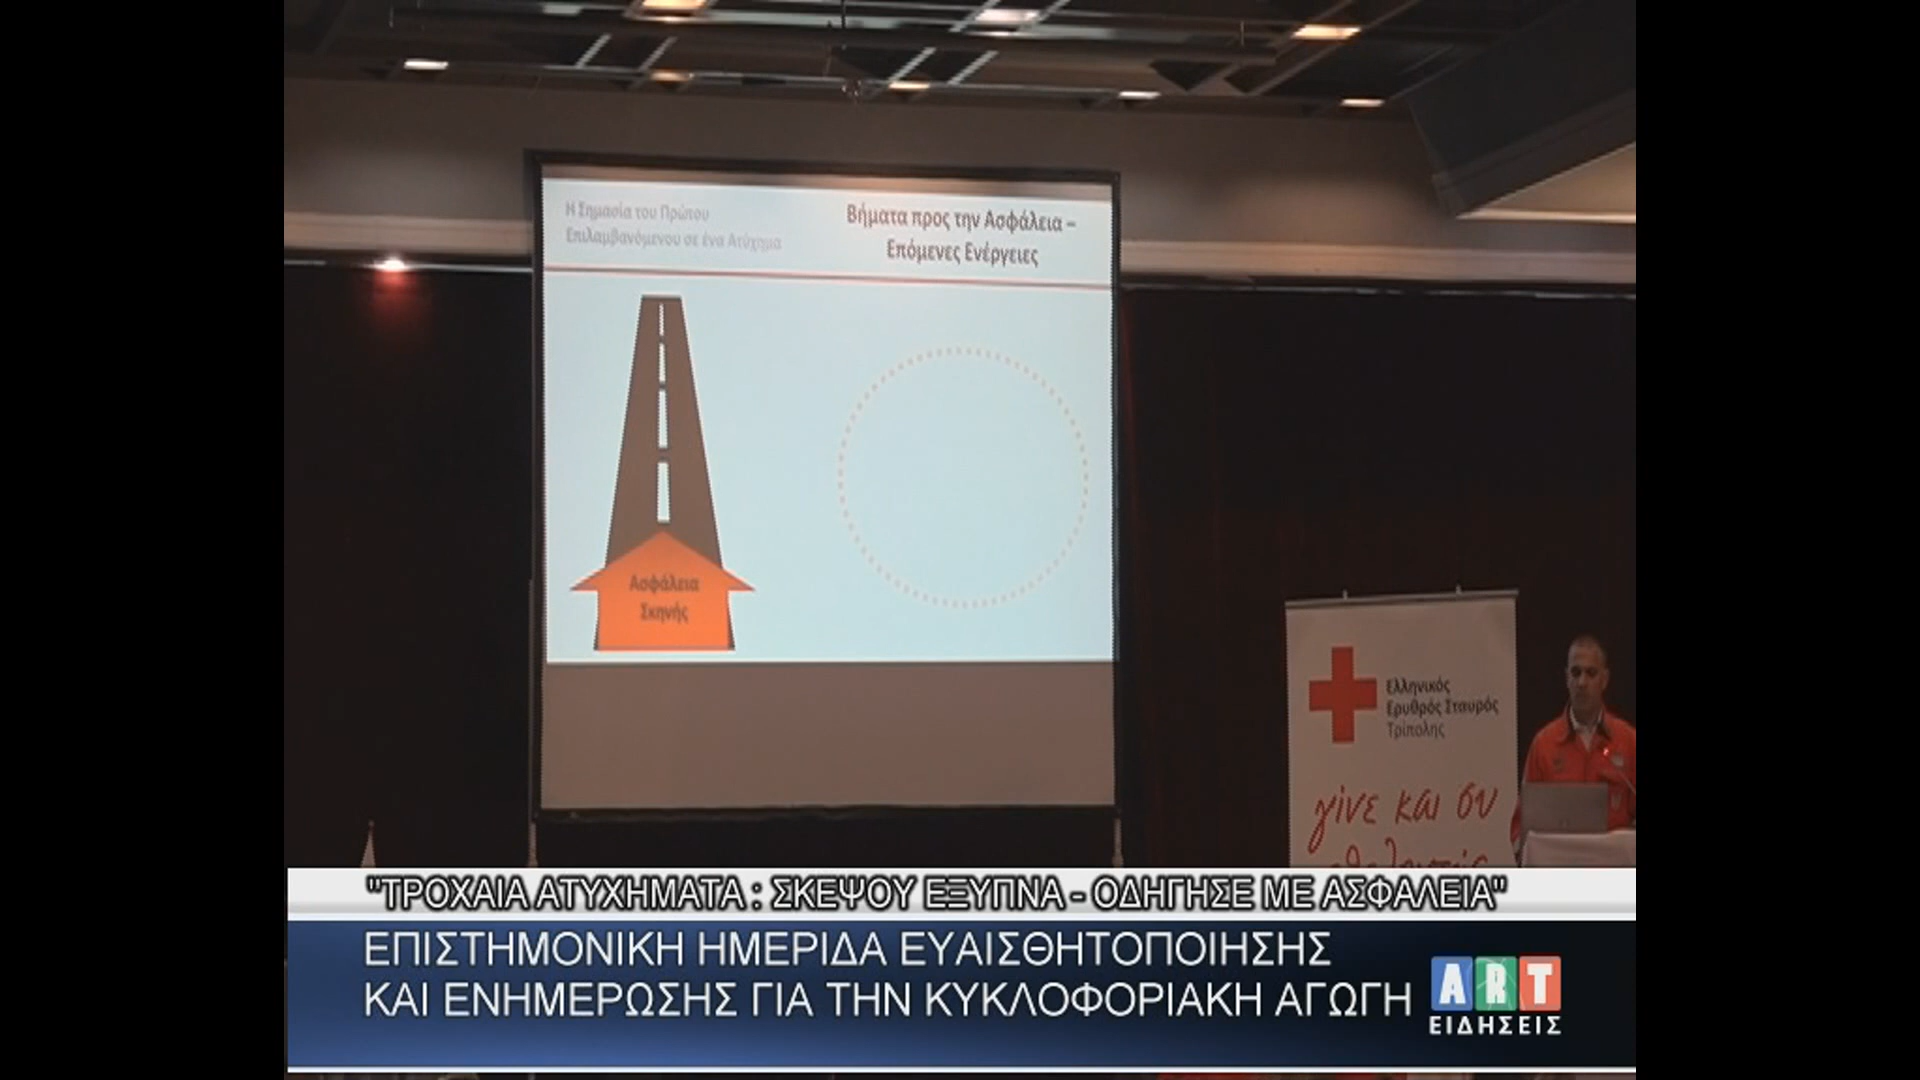 Η Σημασία του Πρώτου
Επιλαμβανόμενου σε ένα Ατύχημα
Βήματα προς την Ασφάλεια –
Επόμενες Ενέργειες
Ασφάλεια
Σκηνής
Ελληνικός
Ερυθρός Σταυρός
Τρίπολης
γίνε και συ
"ΤΡΟΧΑΙΑ ΑΤΥΧΗΜΑΤΑ : ΣΚΕΨΟΥ ΕΞΥΠΝΑ - ΟΔΗΓΗΣΕ ΜΕ ΑΣΦΑΛΕΙΑ"
ΕΠΙΣΤΗΜΟΝΙΚΗ ΗΜΕΡΙΔΑ ΕΥΑΙΣΘΗΤΟΠΟΙΗΣΗΣ
ΚΑΙ ΕΝΗΜΕΡΩΣΗΣ ΓΙΑ ΤΗΝ ΚΥΚΛΟΦΟΡΙΑΚΗ ΑΓΩΓΗ
ART
ΕΙΔΗΣΕΙΣ